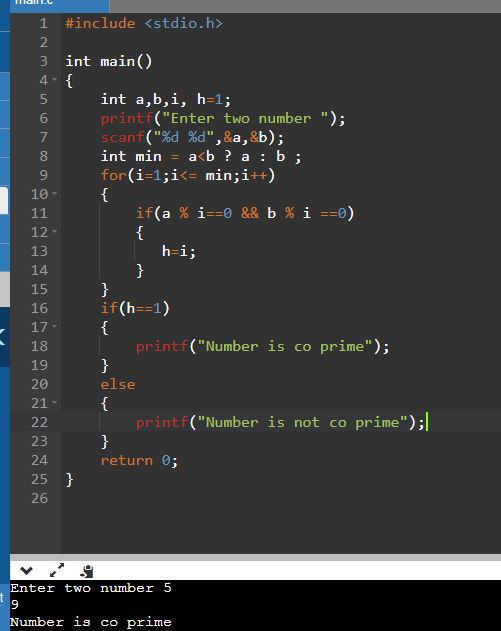 main.c
1 #include <stdio.h>
2
3 int main()
4 {
5 int a,b,i, h=1;
6 printf("Enter two number ");
7 scanf("%d %d",&a,&b);
8 int min = a<b ? a : b ;
9 for(i=1;i<= min;i++)
10 {
11 if(a % i==0 && b % i ==0)
12 {
13 h=i;
14 }
15 }
16 if(h==1)
17 {
18 printf("Number is co prime");
19 }
20 else
21 {
22 printf("Number is not co prime");
23 }
24 return 0;
25 }
26
Enter two number 5
9
Number is co prime